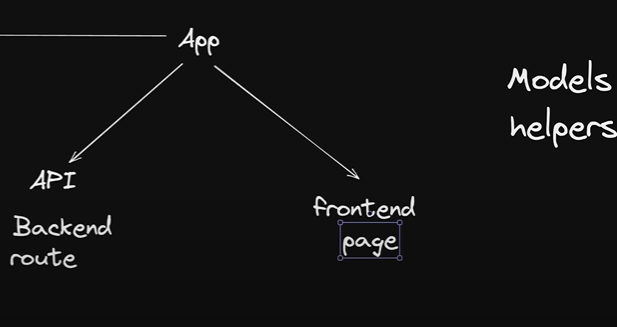 App
Models
helpers
API
Backend
route
frontend
page